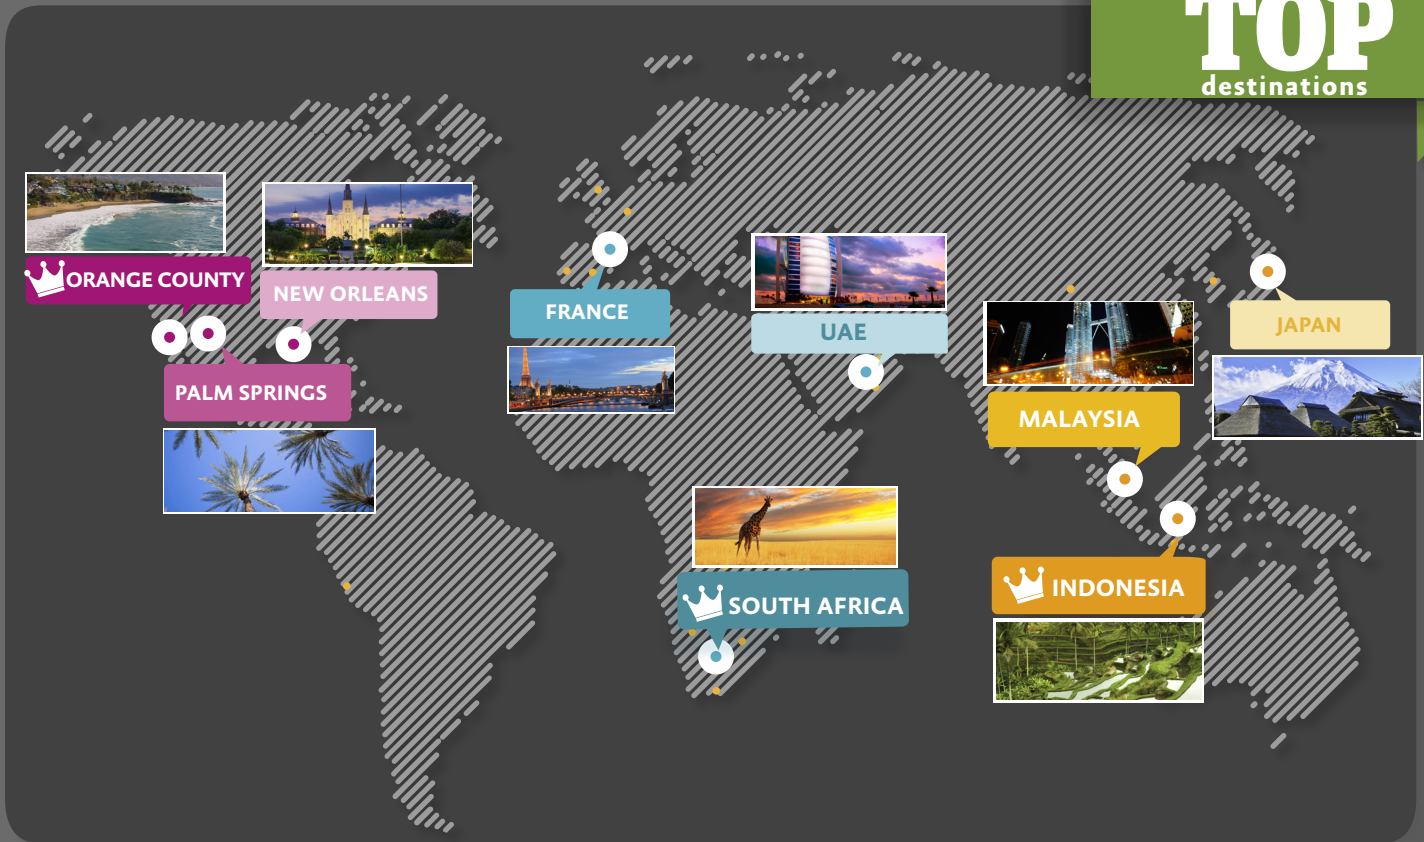 TOP
destinations
ORANGE COUNTY
NEW ORLEANS
FRANCE
UAE
JAPAN
PALM SPRINGS
MALAYSIA
SOUTH AFRICA
INDONESIA